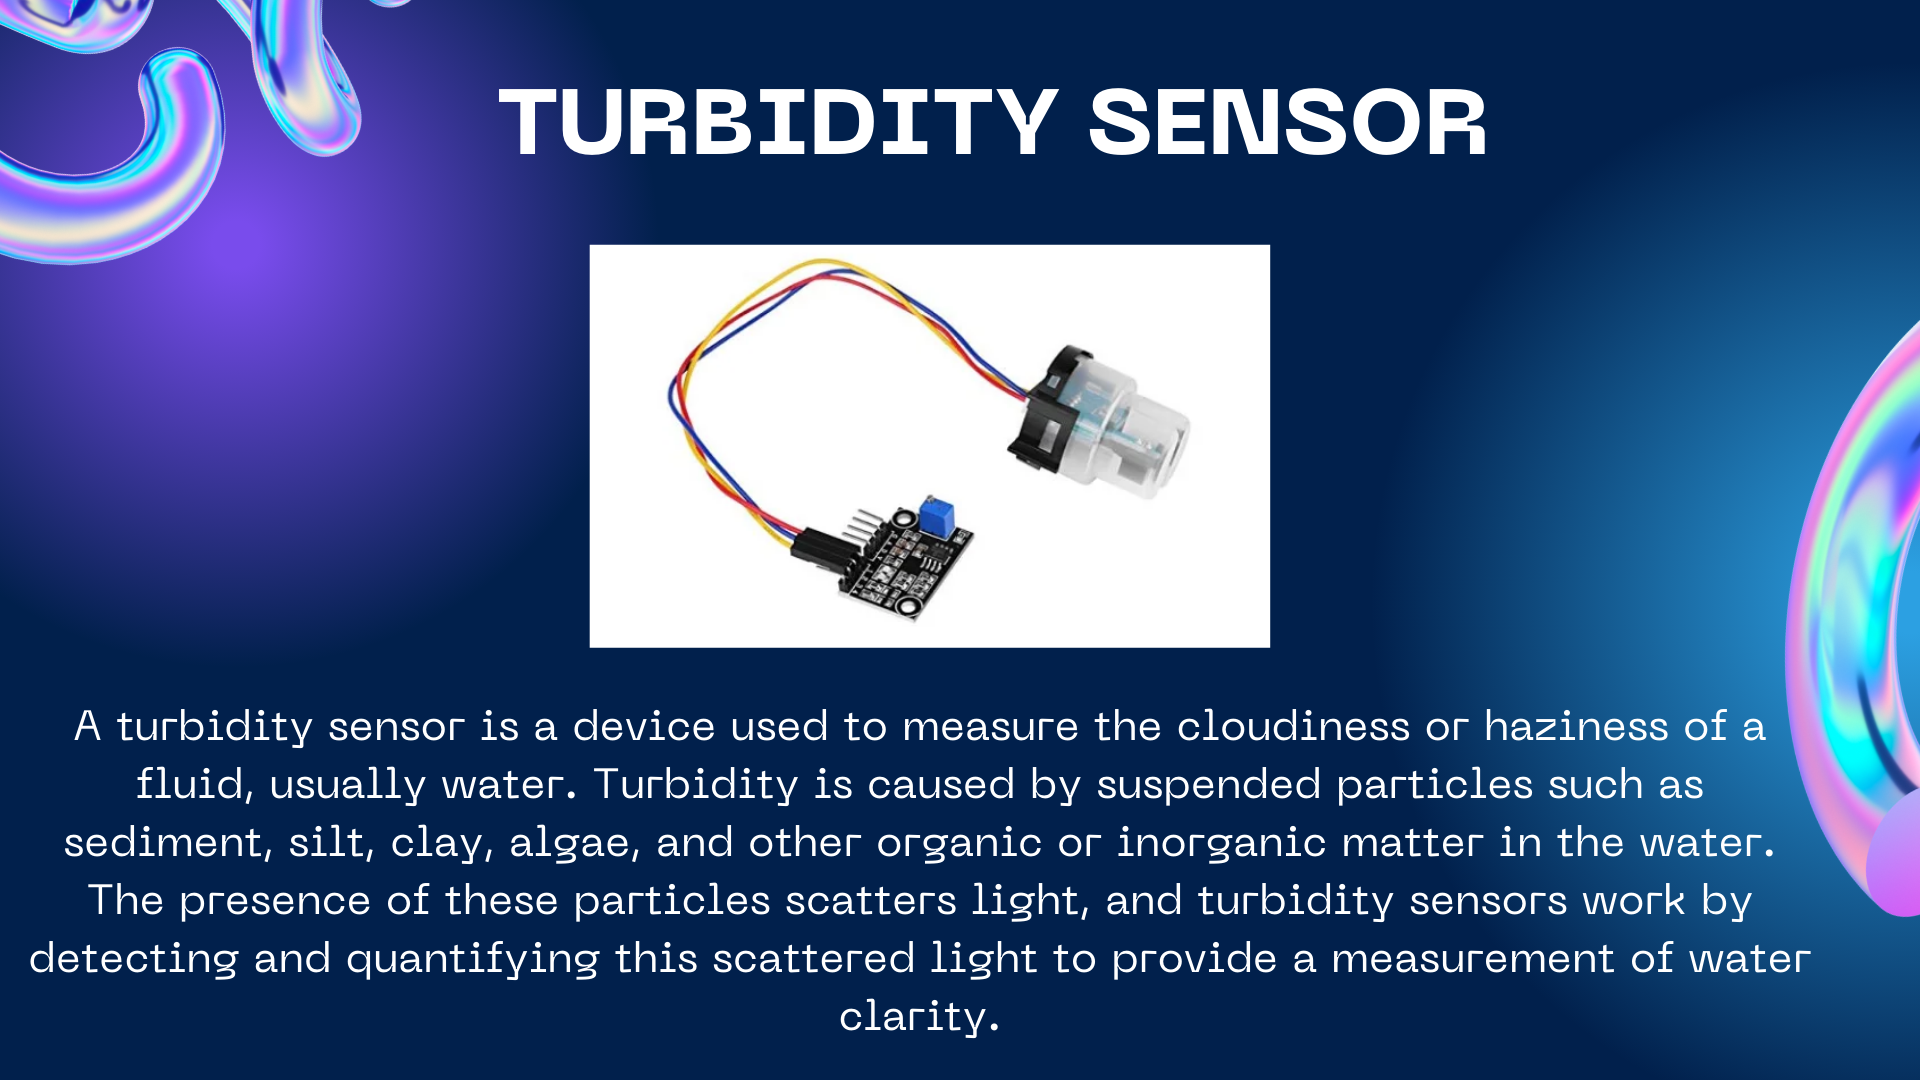 TURBIDITY SENSOR
A turbidity sensor is a device used to measure the cloudiness or haziness of a
fluid, usually water. Turbidity is caused by suspended particles such as
sediment, silt, clay, algae, and other organic or inorganic matter in the water.
The presence of these particles scatters light, and turbidity sensors work by
detecting and quantifying this scattered light to provide a measurement of water
clarity.